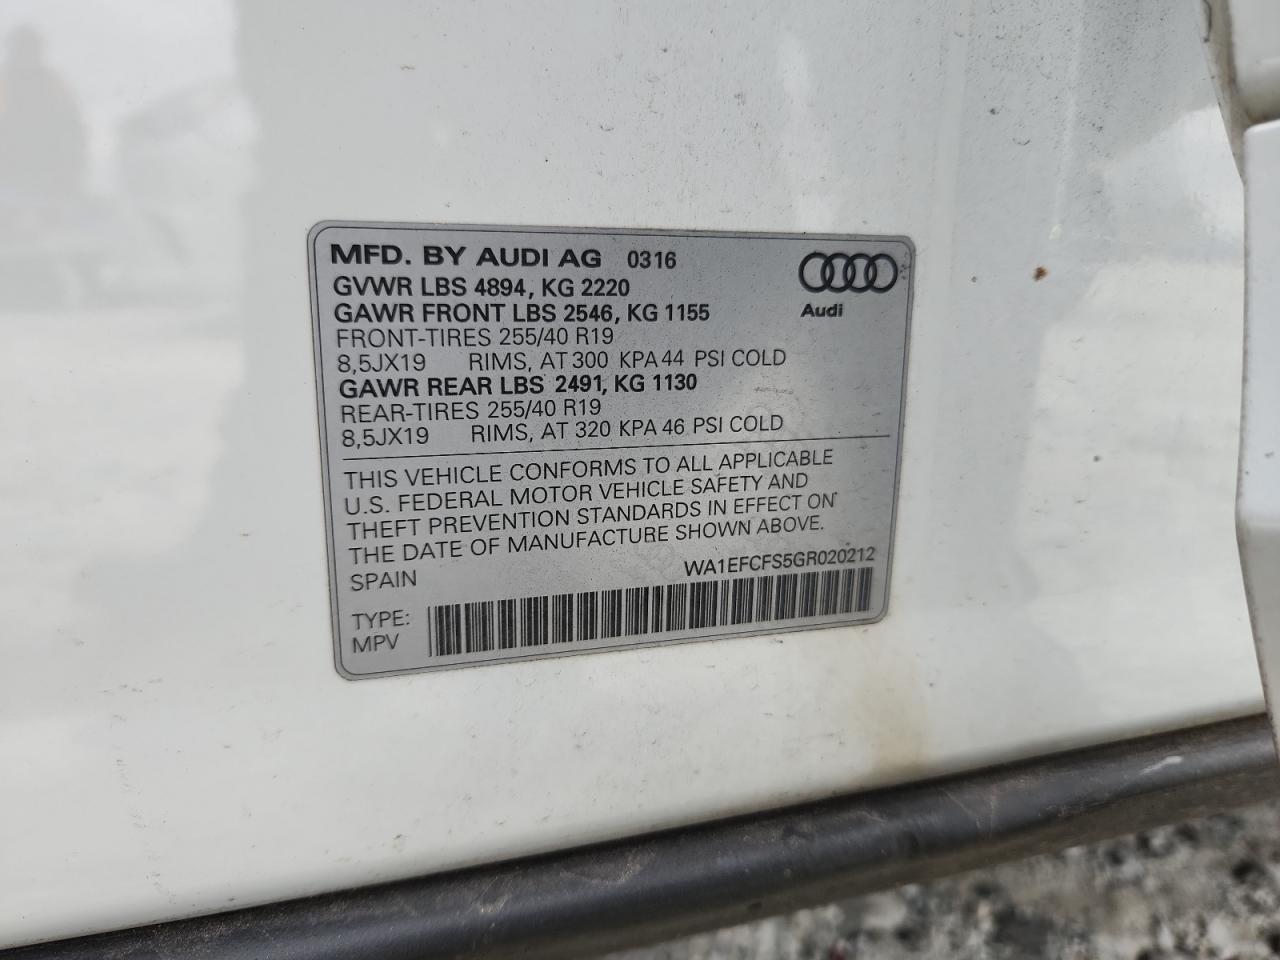 MFD. BY AUDI AG 0316
GVWR LBS 4894, KG 2220
GAWR FRONT LBS 2546, KG 1155
Audi
FRONT-TIRES 255/40 R19
8,5JX19 RIMS, AT 300 KPA 44 PSI COLD
GAWR REAR LBS 2491, KG 1130
REAR-TIRES 255/40 R19
8,5JX19 RIMS, AT 320 KPA 46 PSI COLD
THIS VEHICLE CONFORMS TO ALL APPLICABLE
U.S. FEDERAL MOTOR VEHICLE SAFETY AND
THEFT PREVENTION STANDARDS IN EFFECT ON
THE DATE OF MANUFACTURE SHOWN ABOVE.
SPAIN WA1EFCFS5GR020212
TYPE:
MPV